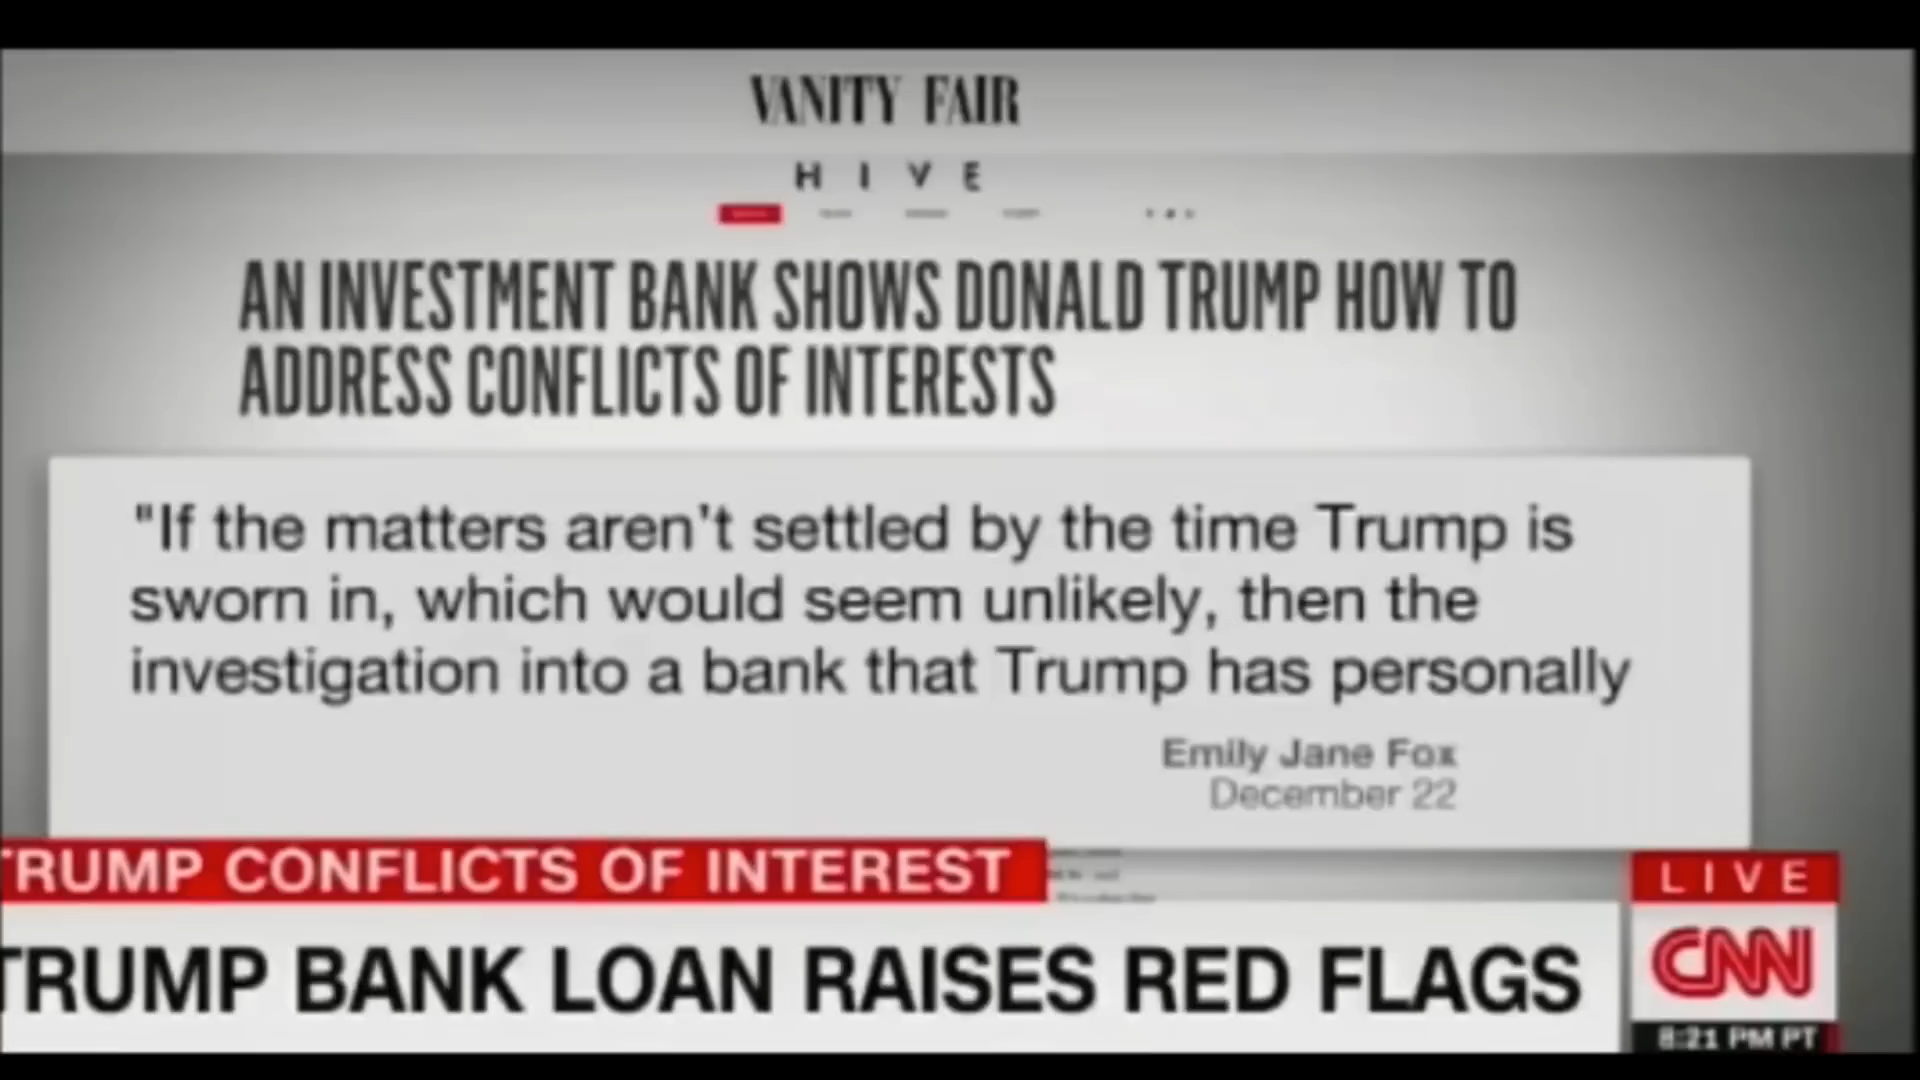 VANITY FAIR
HIVE
AN INVESTMENT BANK SHOWS DONALD TRUMP HOW TO
ADDRESS CONFLICTS OF INTERESTS
"If the matters aren't settled by the time Trump is
sworn in, which would seem unlikely, then the
investigation into a bank that Trump has personally
Emily Jane Fox
December 22
TRUMP CONFLICTS OF INTEREST
TRUMP BANK LOAN RAISES RED FLAGS
LIVE
CNN
8:21 PM PT